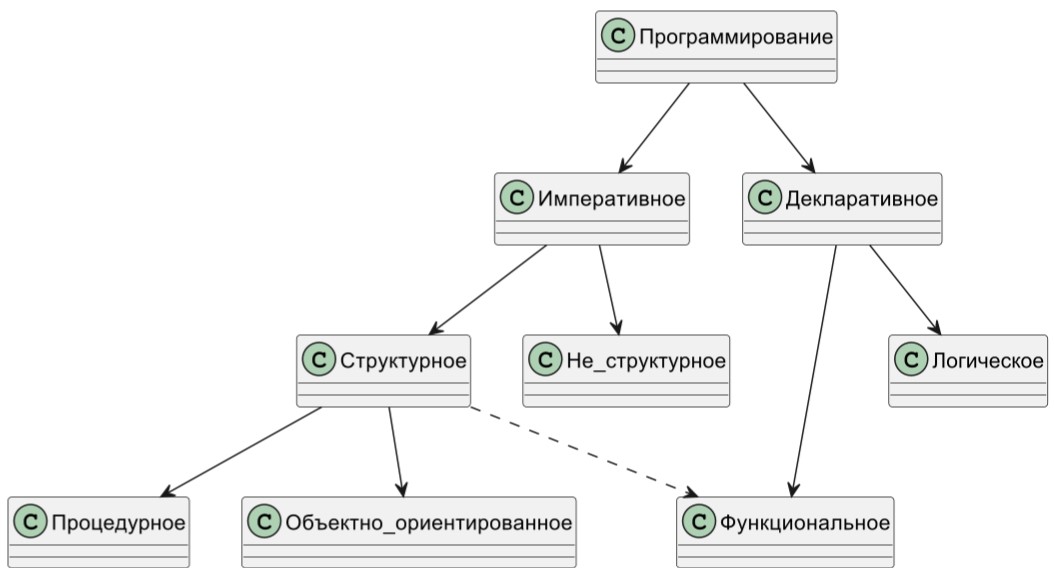 C Программирование
C Императивное
C Декларативное
C Структурное
C Не_структурное
C Логическое
C Процедурное
C Объектно_ориентированное
C Функциональное